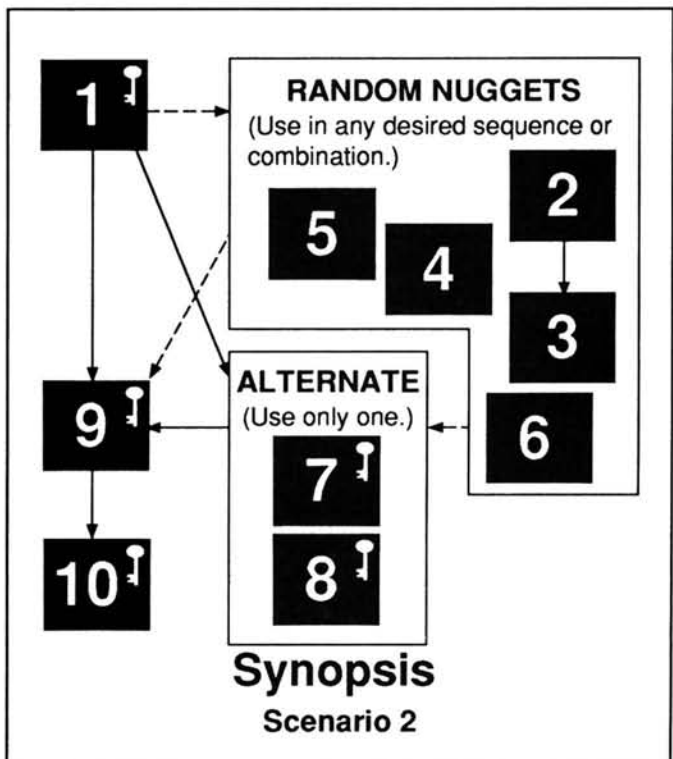 1
RANDOM NUGGETS
(Use in any desired sequence or
combination.)
2
5
4
3
ALTERNATE
(Use only one.)
9
6
7
10
8
Synopsis
Scenario 2